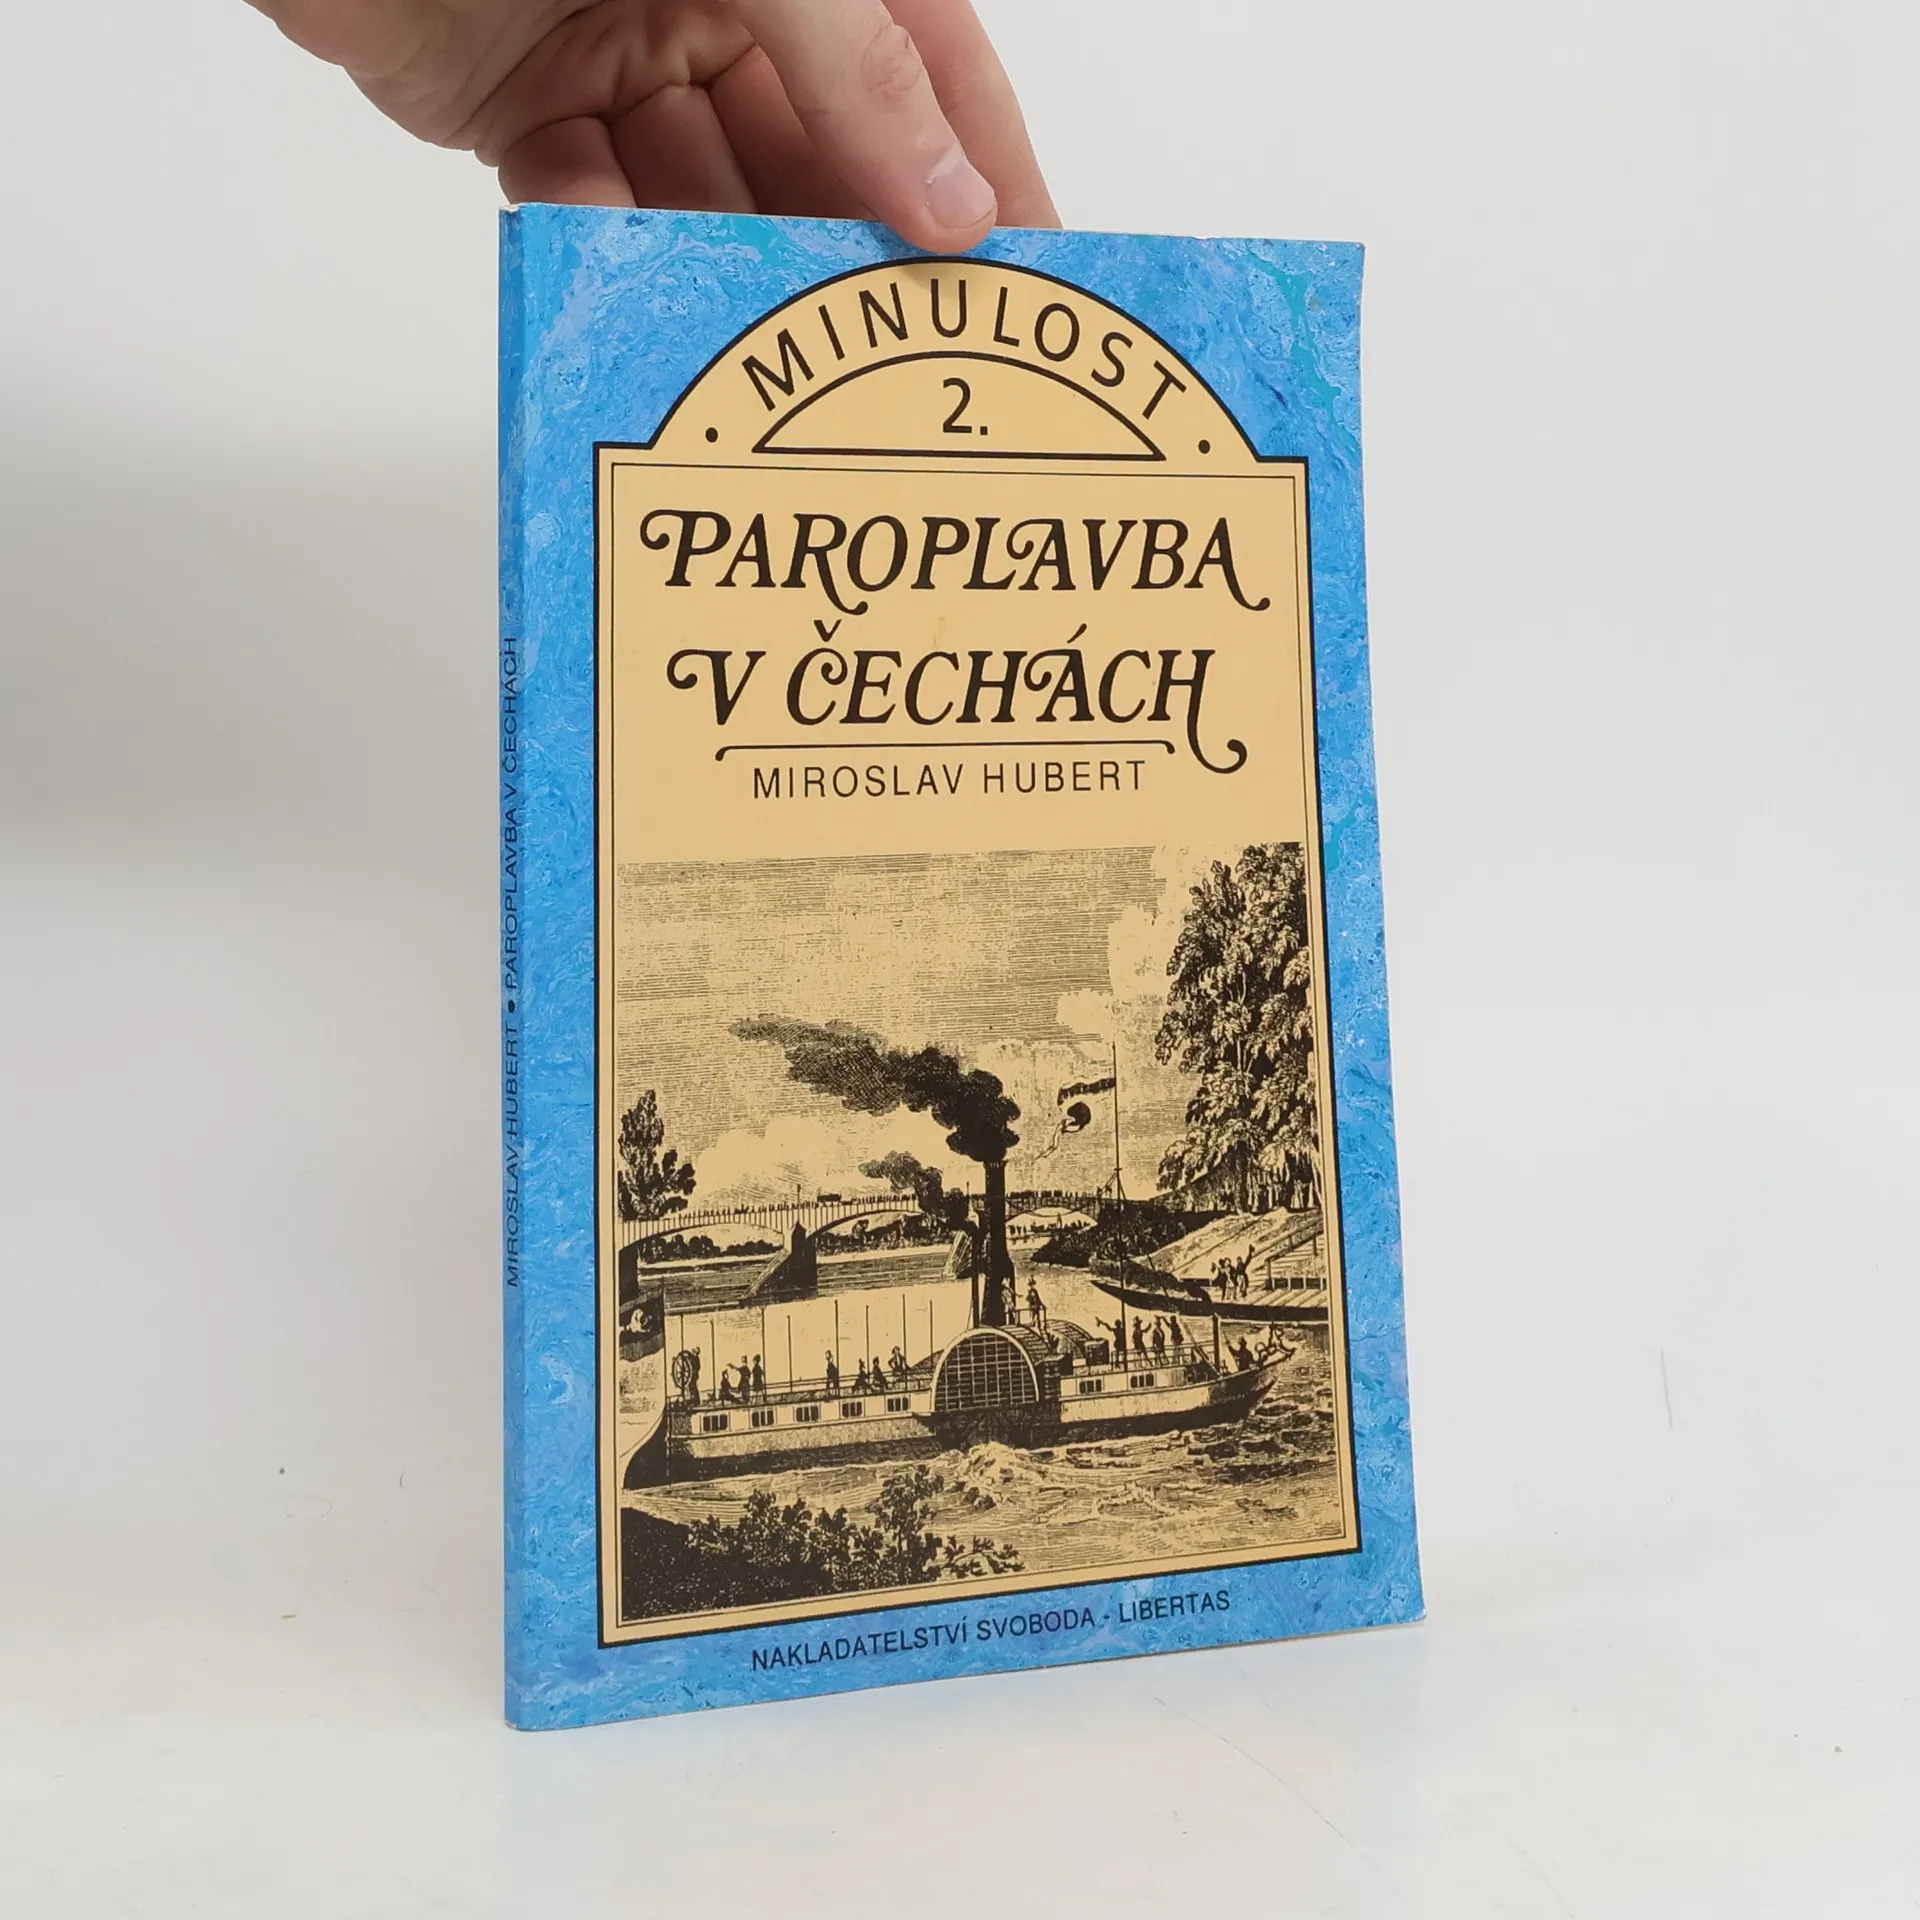 MINULOST
2.
PAROPLAVBA
V ČECHÁCH
MIROSLAV HUBERT
NAKLADATELSTVÍ SVOBODA - LIBERTAS
MIROSLAV HUBERT • PAROPLAVBA V ČECHÁCH